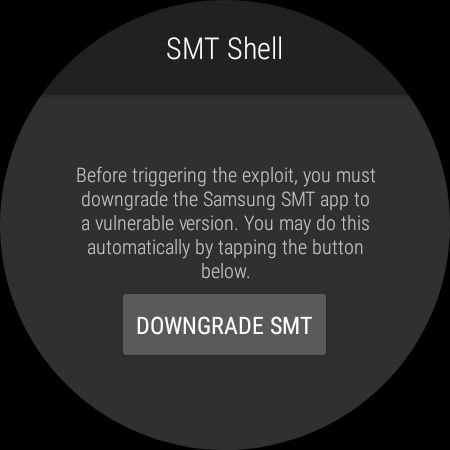 SMT Shell
Before triggering the exploit, you must
downgrade the Samsung SMT app to
a vulnerable version. You may do this
automatically by tapping the button
below.
DOWNGRADE SMT